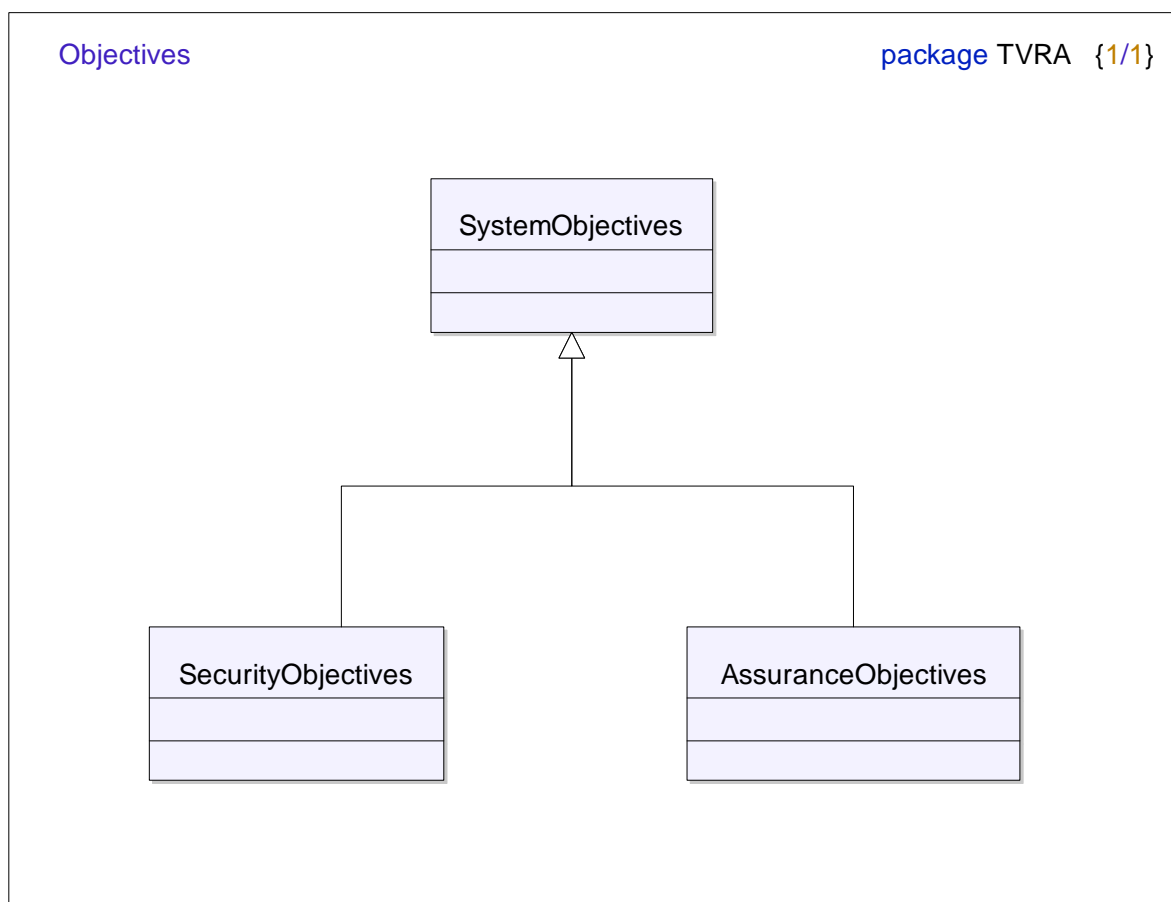 Objectives package TVRA {1/1}
SystemObjectives
SecurityObjectives AssuranceObjectives